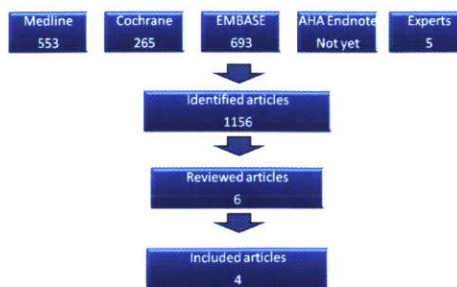 Medline
553
Cochrane
265
EMBASE
693
AHA Endnote
Not yet
Experts
5
Identified articles
1156
Reviewed articles
6
Included articles
4